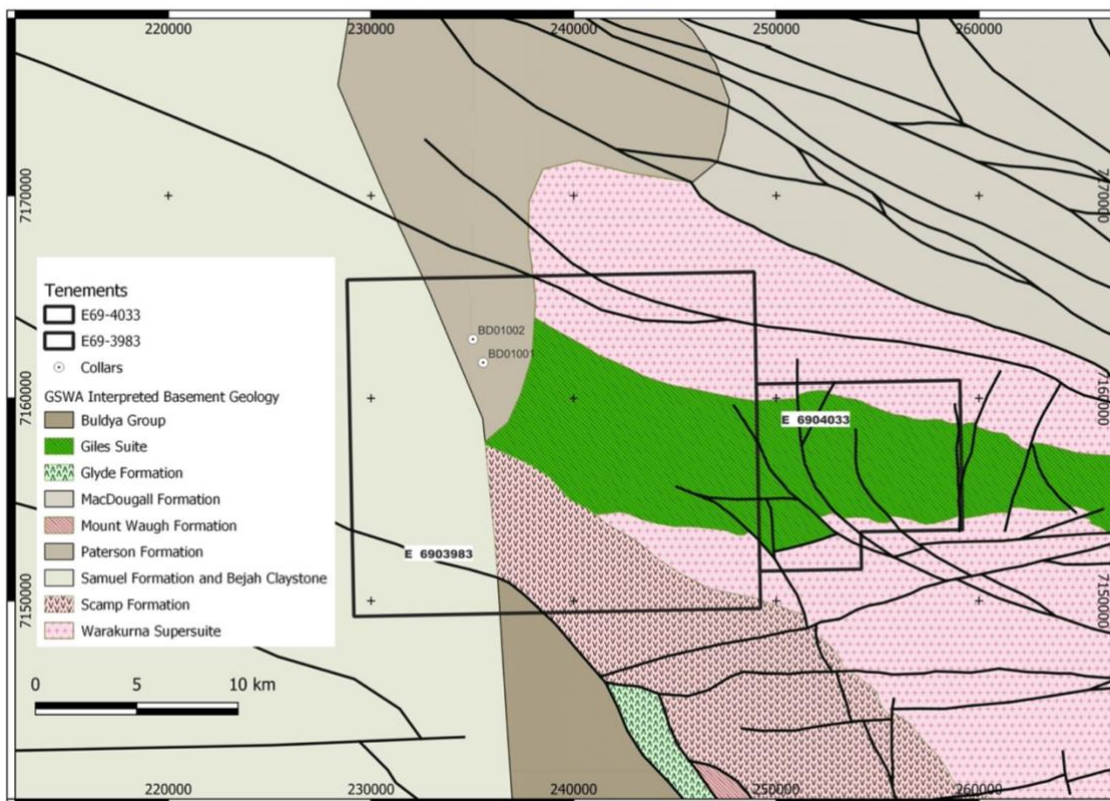 220000
230000
240000
250000
260000
7170000
7170000
BD01002
BD01001
7160000
7160000
E 6904033
E 6903983
7150000
7150000
Tenements
E69-4033
E69-3983
Collars
GSWA Interpreted Basement Geology
Buldya Group
Giles Suite
Glyde Formation
MacDougall Formation
Mount Waugh Formation
Paterson Formation
Samuel Formation and Bejah Claystone
Scamp Formation
Warakurna Supersuite
0 5 10 km
220000
230000
240000
250000
260000